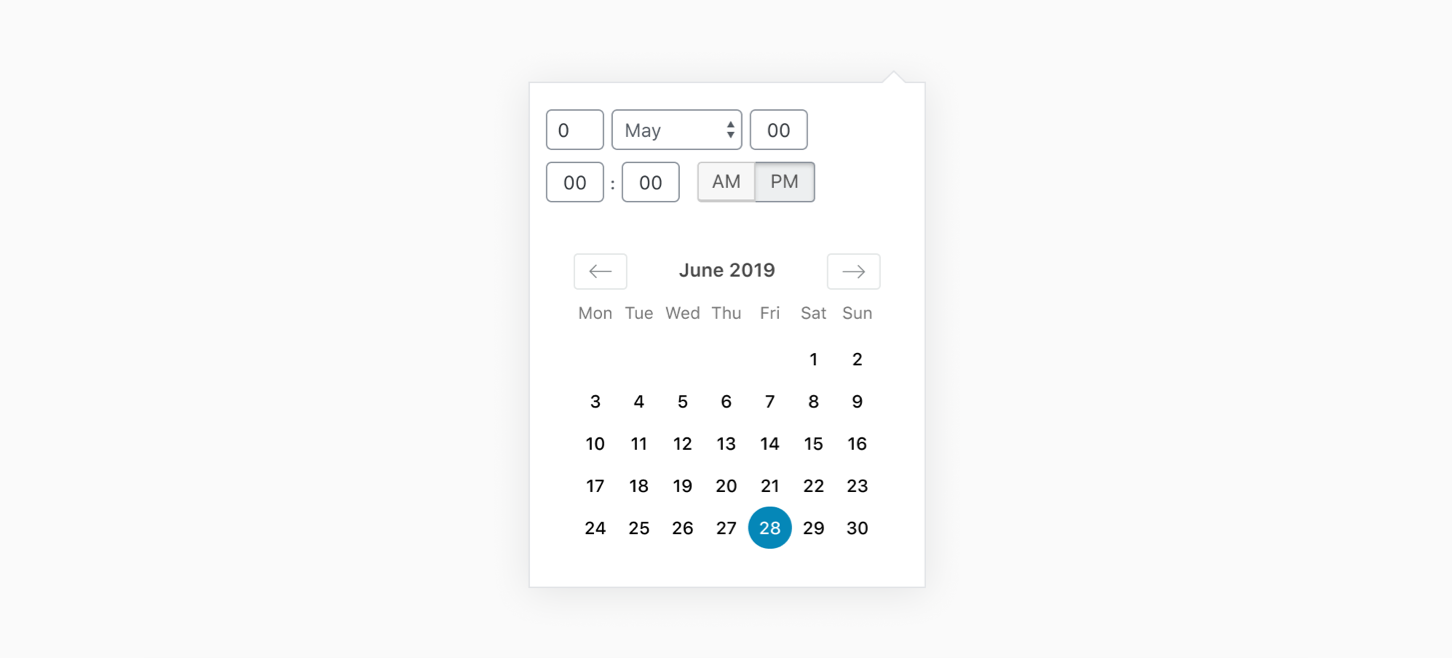 0 May 00
00 : 00 AM PM
June 2019
Mon Tue Wed Thu Fri Sat Sun
1 2
3 4 5 6 7 8 9
10 11 12 13 14 15 16
17 18 19 20 21 22 23
24 25 26 27 28 29 30